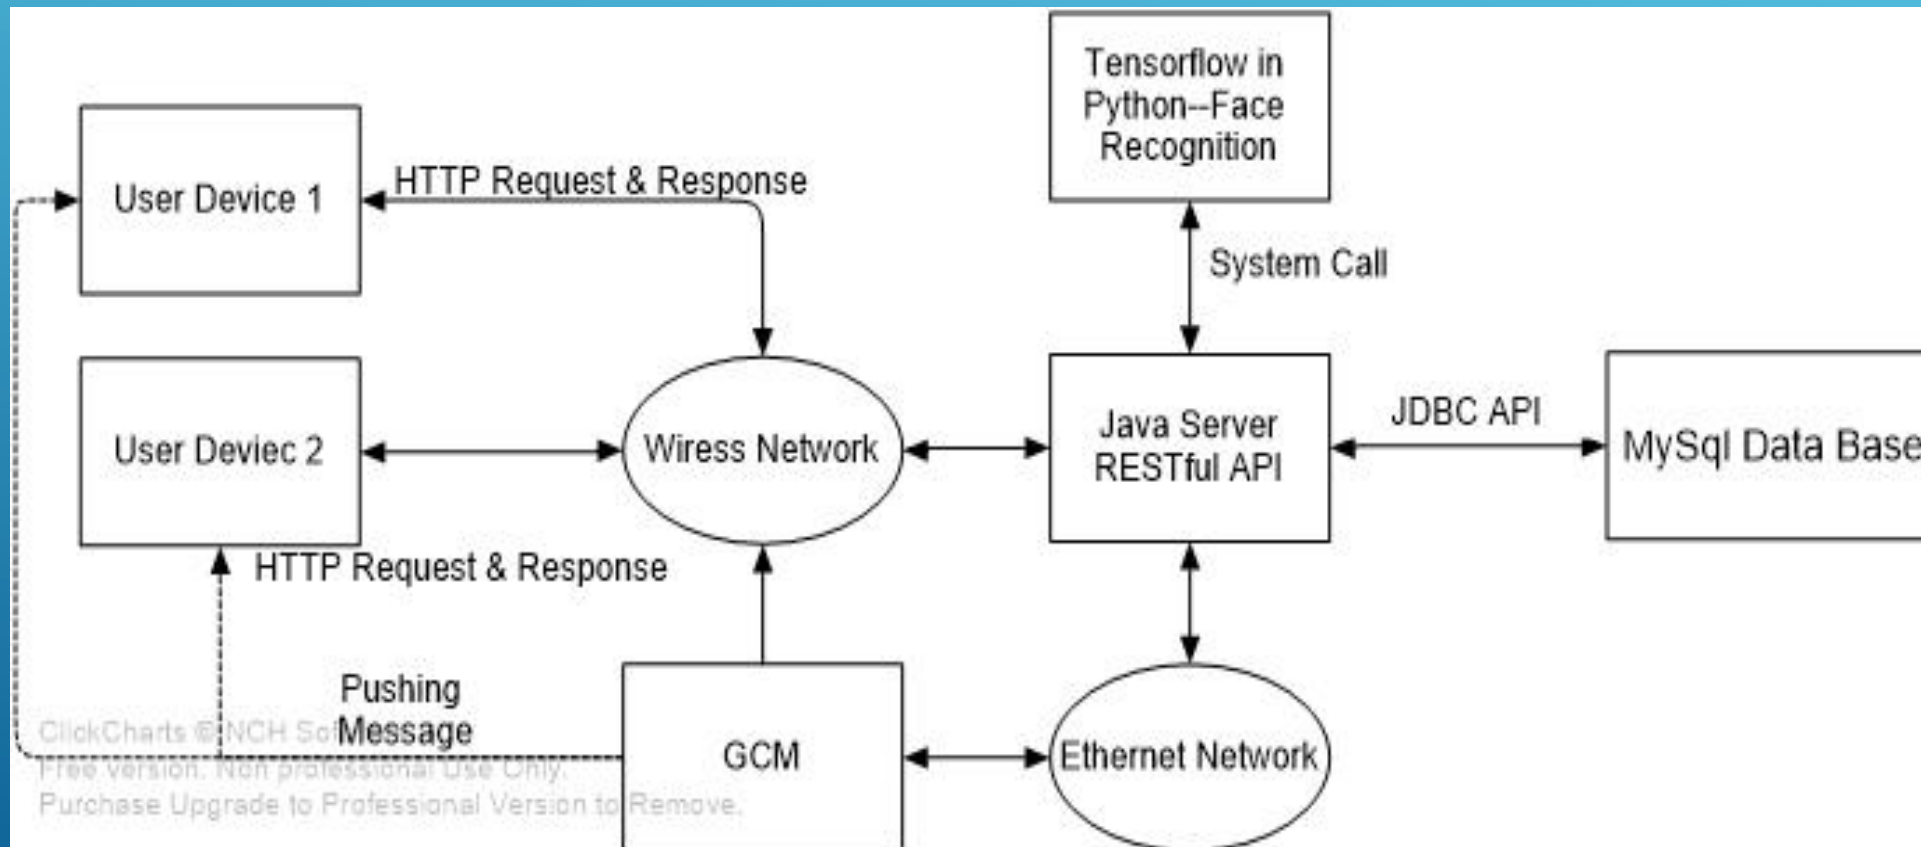 Tensorflow in
Python--Face
Recognition
User Device 1
HTTP Request & Response
System Call
User Deviec 2
Wiress Network
Java Server
RESTful API
JDBC API
MySql Data Base
HTTP Request & Response
Pushing
Message
GCM
Ethernet Network
ClickCharts © NCH
Free version. Non professional Use Only.
Purchase Upgrade to Professional Version to Remove.